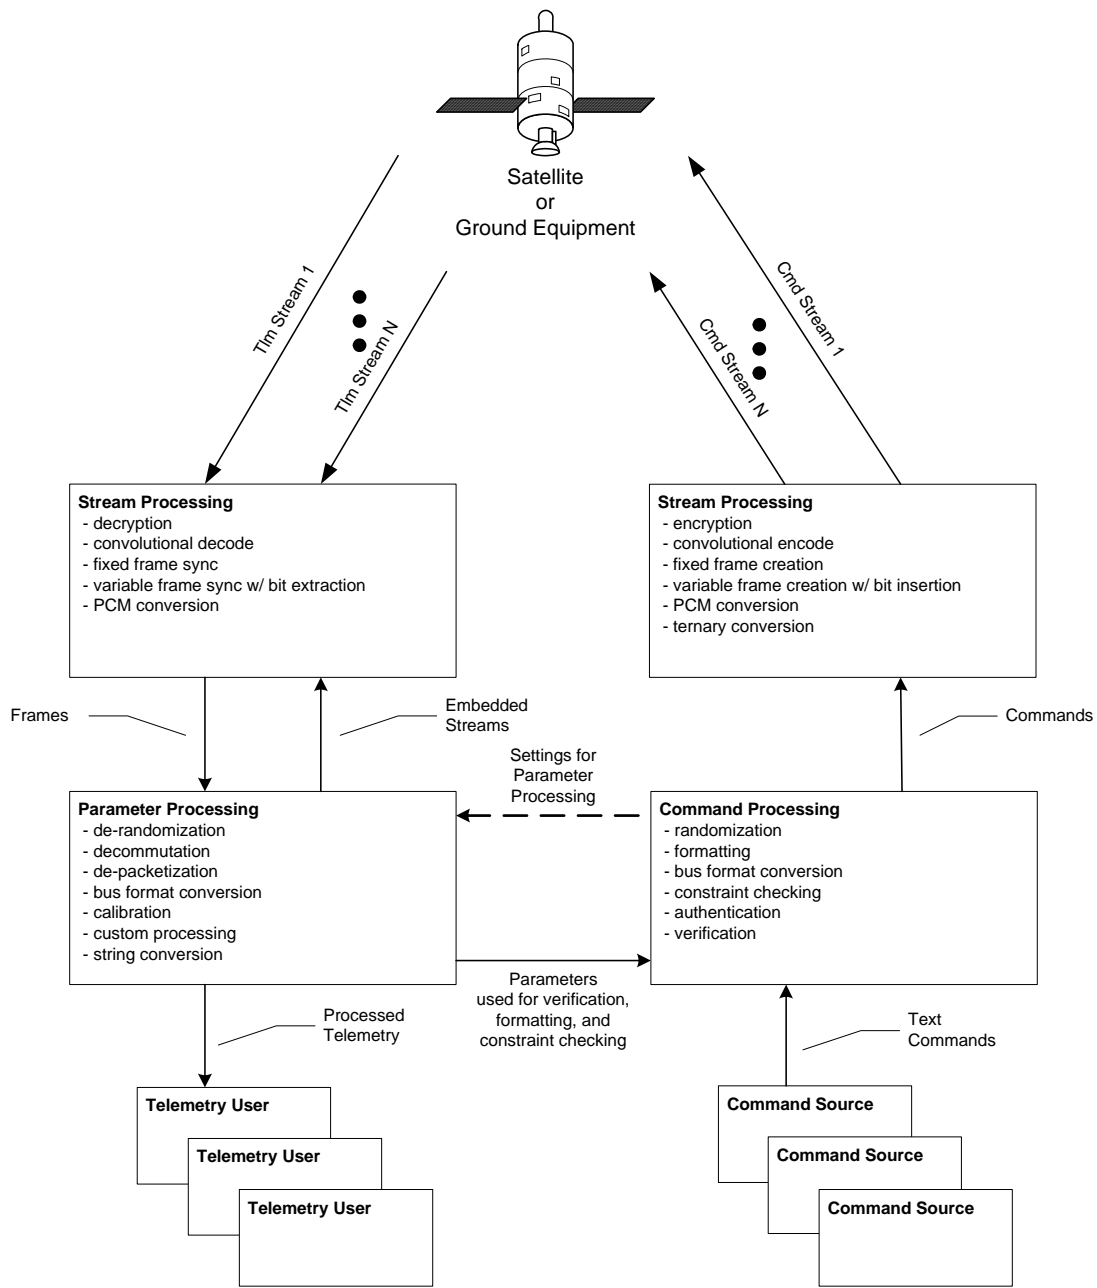 Satellite
or
Ground Equipment
Tlm Stream 1
Tlm Stream N
Cmd Stream N
Cmd Stream 1
Stream Processing
- decryption
- convolutional decode
- fixed frame sync
- variable frame sync w/ bit extraction
- PCM conversion
Stream Processing
- encryption
- convolutional encode
- fixed frame creation
- variable frame creation w/ bit insertion
- PCM conversion
- ternary conversion
Frames
Embedded
Streams
Commands
Settings for
Parameter
Processing
Parameter Processing
- de-randomization
- decommutation
- de-packetization
- bus format conversion
- calibration
- custom processing
- string conversion
Command Processing
- randomization
- formatting
- bus format conversion
- constraint checking
- authentication
- verification
Parameters
used for verification,
formatting, and
constraint checking
Processed
Telemetry
Text
Commands
Telemetry User
Telemetry User
Telemetry User
Command Source
Command Source
Command Source